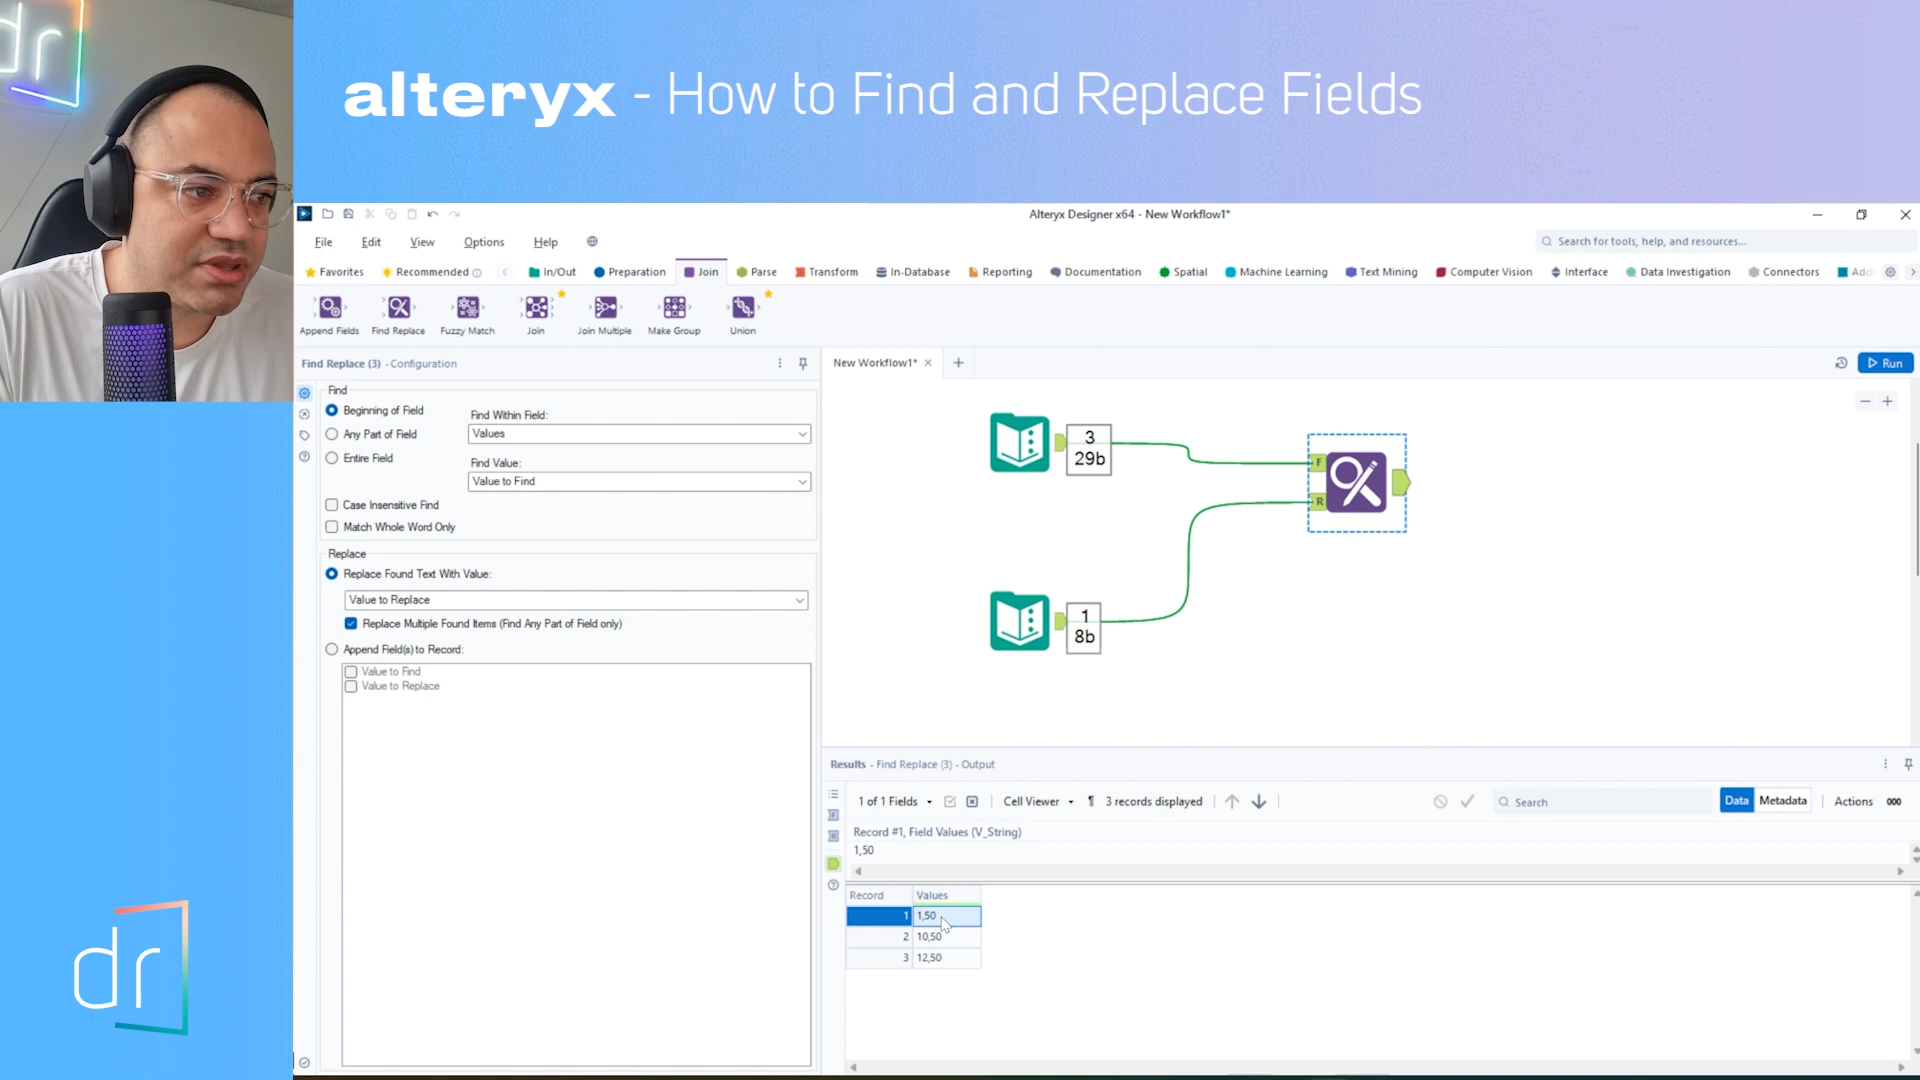 dr
alteryx - How to Find and Replace Fields
Alteryx Designer x64 - New Workflow1*
File Edit View Options Help
Search for tools, help, and resources...
Favorites Recommended In/Out Preparation Join Parse Transform In-Database Reporting Documentation Spatial Machine Learning Text Mining Computer Vision Interface Data Investigation Connectors Add
Append Fields Find Replace Fuzzy Match Join Join Multiple Make Group Union
Find Replace (3) - Configuration
New Workflow1*
Run
Find
Beginning of Field
Any Part of Field
Entire Field
Find Within Field:
Values
Find Value:
Value to Find
Case Insensitive Find
Match Whole Word Only
Replace
Replace Found Text With Value:
Value to Replace
Replace Multiple Found Items (Find Any Part of Field only)
Append Field(s) to Record:
Value to Find
Value to Replace
3
29b
F
R
1
8b
Results - Find Replace (3) - Output
1 of 1 Fields Cell Viewer 3 records displayed Search Data Metadata Actions 000
Record #1, Field Values (V_String)
1,50
Record Values
1 1,50
2 10,50
3 12,50
dr